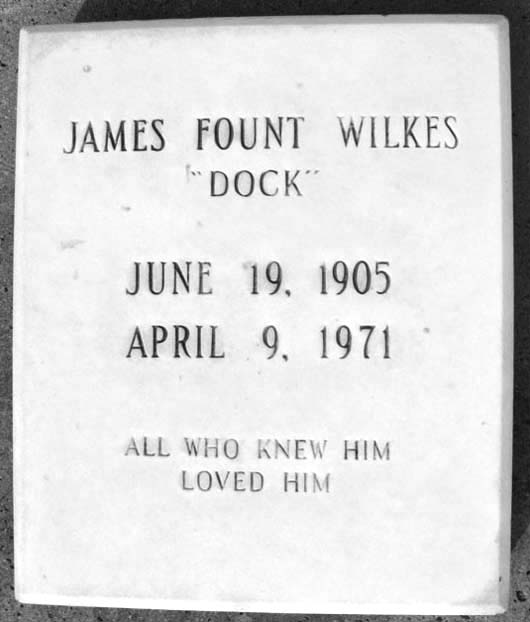 JAMES FOUNT WILKES
"DOCK"
JUNE 19, 1905
APRIL 9, 1971
ALL WHO KNEW HIM
LOVED HIM